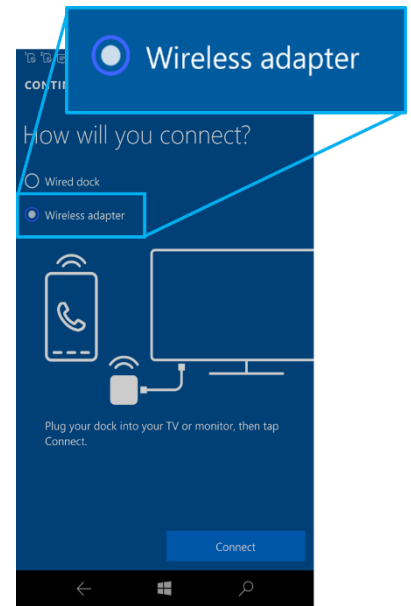 Wireless adapter
CONTIN
How will you connect?
Wired dock
Wireless adapter
Plug your dock into your TV or monitor, then tap
Connect.
Connect